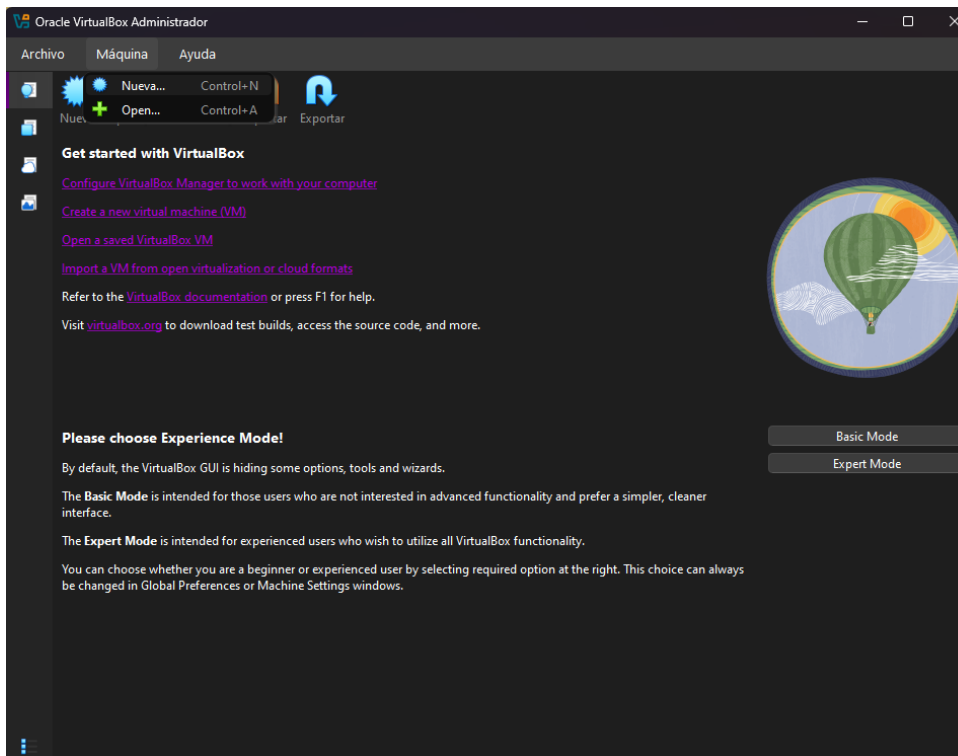 Oracle VirtualBox Administrador
Archivo Máquina Ayuda
Nueva... Control+N
Open... Control+A
Exportar
Get started with VirtualBox
Configure VirtualBox Manager to work with your computer
Create a new virtual machine (VM)
Open a saved VirtualBox VM
Import a VM from open virtualization or cloud formats
Refer to the VirtualBox documentation or press F1 for help.
Visit virtualbox.org to download test builds, access the source code, and more.
Please choose Experience Mode!
Basic Mode
By default, the VirtualBox GUI is hiding some options, tools and wizards.
Expert Mode
The Basic Mode is intended for those users who are not interested in advanced functionality and prefer a simpler, cleaner
interface.
The Expert Mode is intended for experienced users who wish to utilize all VirtualBox functionality.
You can choose whether you are a beginner or experienced user by selecting required option at the right. This choice can always
be changed in Global Preferences or Machine Settings windows.